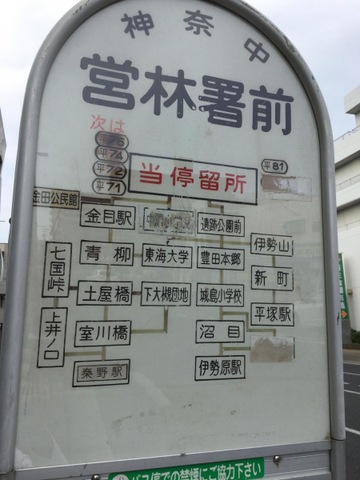 神奈中
営林署前
次は
平75
平74
平72
平71
平81
当停留所
金田公民館
金目駅
遺跡公園前
伊勢山
七国峠
青柳
東海大学
豊田本郷
新町
土屋橋
下大槻団地
城島小学校
平塚駅
上井ノ口
室川橋
沼目
秦野駅
伊勢原駅
バス停での禁煙にご協力下さい